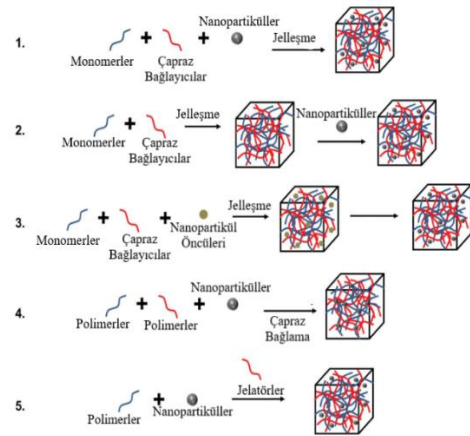 1.
Monomerler + Çapraz Bağlayıcılar + Nanopartiküller Jelleşme
2.
Monomerler + Çapraz Bağlayıcılar Jelleşme Nanopartiküller
3.
Monomerler + Çapraz Bağlayıcılar + Nanopartikül Öncüleri Jelleşme
4.
Polimerler + Polimerler + Nanopartiküller Çapraz Bağlama
5.
Polimerler + Nanopartiküller Jelatörler